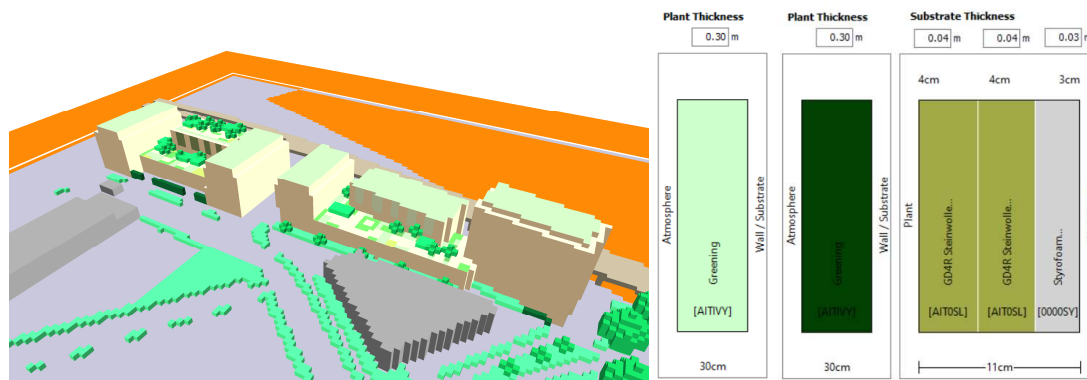 Plant Thickness
0.30 m
Atmosphere
Greening
[AITIVY]
Wall / Substrate
30cm
Plant Thickness
0.30 m
Atmosphere
Greening
[AITIVY]
Wall / Substrate
30cm
Substrate Thickness
0.04 m
0.04 m
0.03 m
4cm
4cm
3cm
Plant
GD4R Steinwolle...
GD4R Steinwolle...
Styrofoam...
[AIT0SL]
[AIT0SL]
[0000SY]
11cm